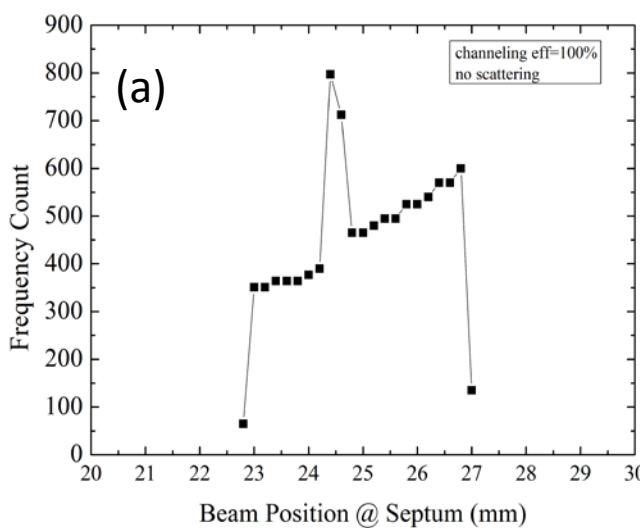 900
800
700
600
500
400
300
200
100
0
Frequency Count
(a)
channeling eff=100%
no scattering
20 21 22 23 24 25 26 27 28 29 30
Beam Position @ Septum (mm)